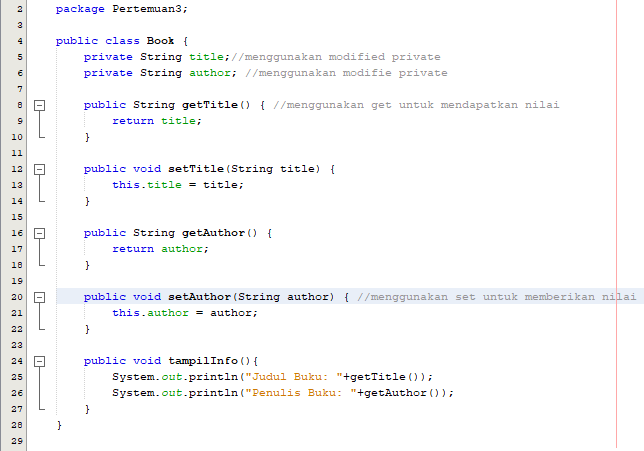 2 package Pertemuan3;
3
4 public class Book {
5 private String title;//menggunakan modified private
6 private String author; //menggunakan modifie private
7
8 public String getTitle() { //menggunakan get untuk mendapatkan nilai
9 return title;
10 }
11
12 public void setTitle(String title) {
13 this.title = title;
14 }
15
16 public String getAuthor() {
17 return author;
18 }
19
20 public void setAuthor(String author) { //menggunakan set untuk memberikan nilai
21 this.author = author;
22 }
23
24 public void tampilInfo(){
25 System.out.println("Judul Buku: "+getTitle());
26 System.out.println("Penulis Buku: "+getAuthor());
27 }
28 }
29